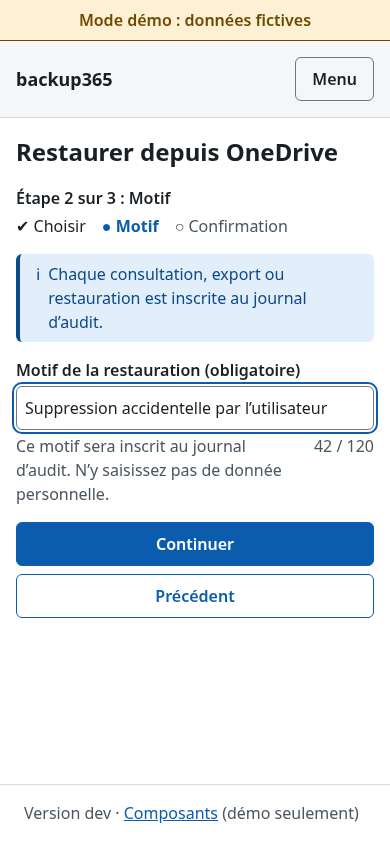 Mode démo : données fictives
backup365
Menu
Restaurer depuis OneDrive
Étape 2 sur 3 : Motif
✔ Choisir ● Motif ○ Confirmation
i Chaque consultation, export ou
restauration est inscrite au journal
d’audit.
Motif de la restauration (obligatoire)
Suppression accidentelle par l’utilisateur
Ce motif sera inscrit au journal 42 / 120
d’audit. N’y saisissez pas de donnée
personnelle.
Continuer
Précédent
Version dev · Composants (démo seulement)